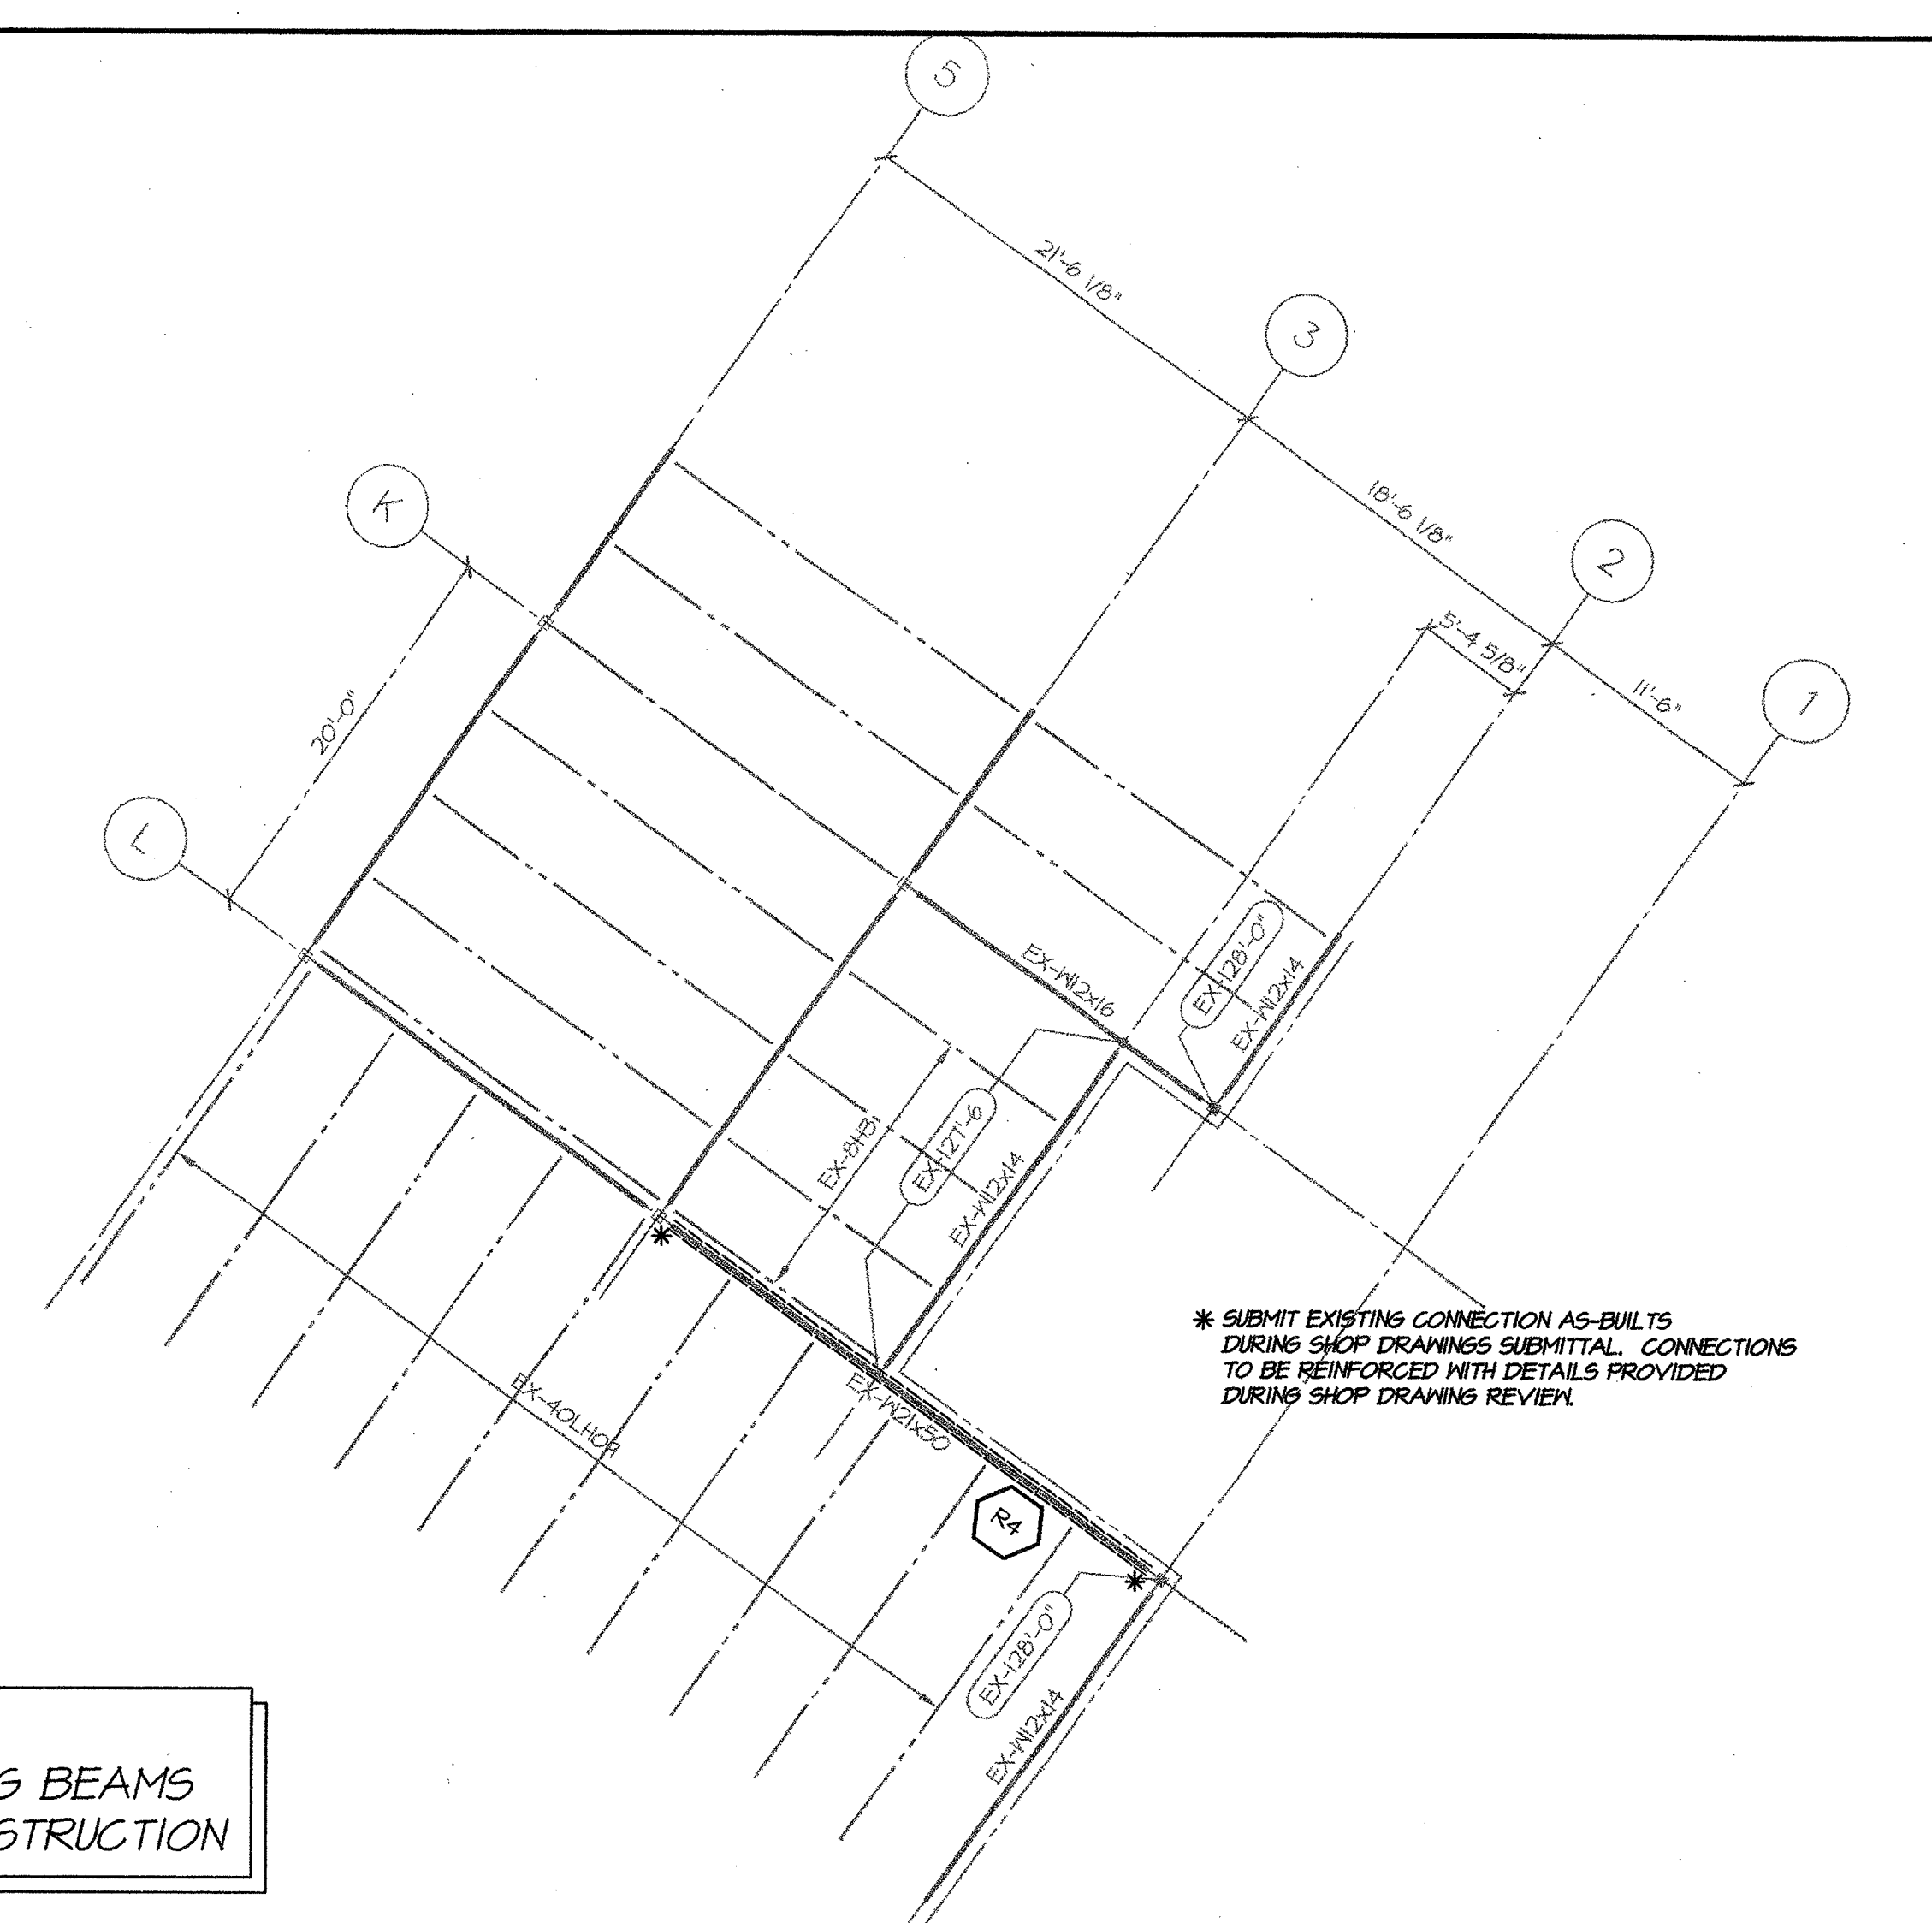 5
21'-6 1/8"
3
K
18'-6 1/8"
2
5'-4 5/8"
11'-6"
1
20'-0"
L
EX-W12x16
EX-128'-0"
EX-W12x14
EX-8HB1
EX-127'-6
EX-W12x14
* SUBMIT EXISTING CONNECTION AS-BUILTS
DURING SHOP DRAWINGS SUBMITTAL. CONNECTIONS
TO BE REINFORCED WITH DETAILS PROVIDED
DURING SHOP DRAWING REVIEW.
*
EX-40LH09
EX-W21x50
R4
*
EX-128'-0"
EX-W12x14
G BEAMS
STRUCTION